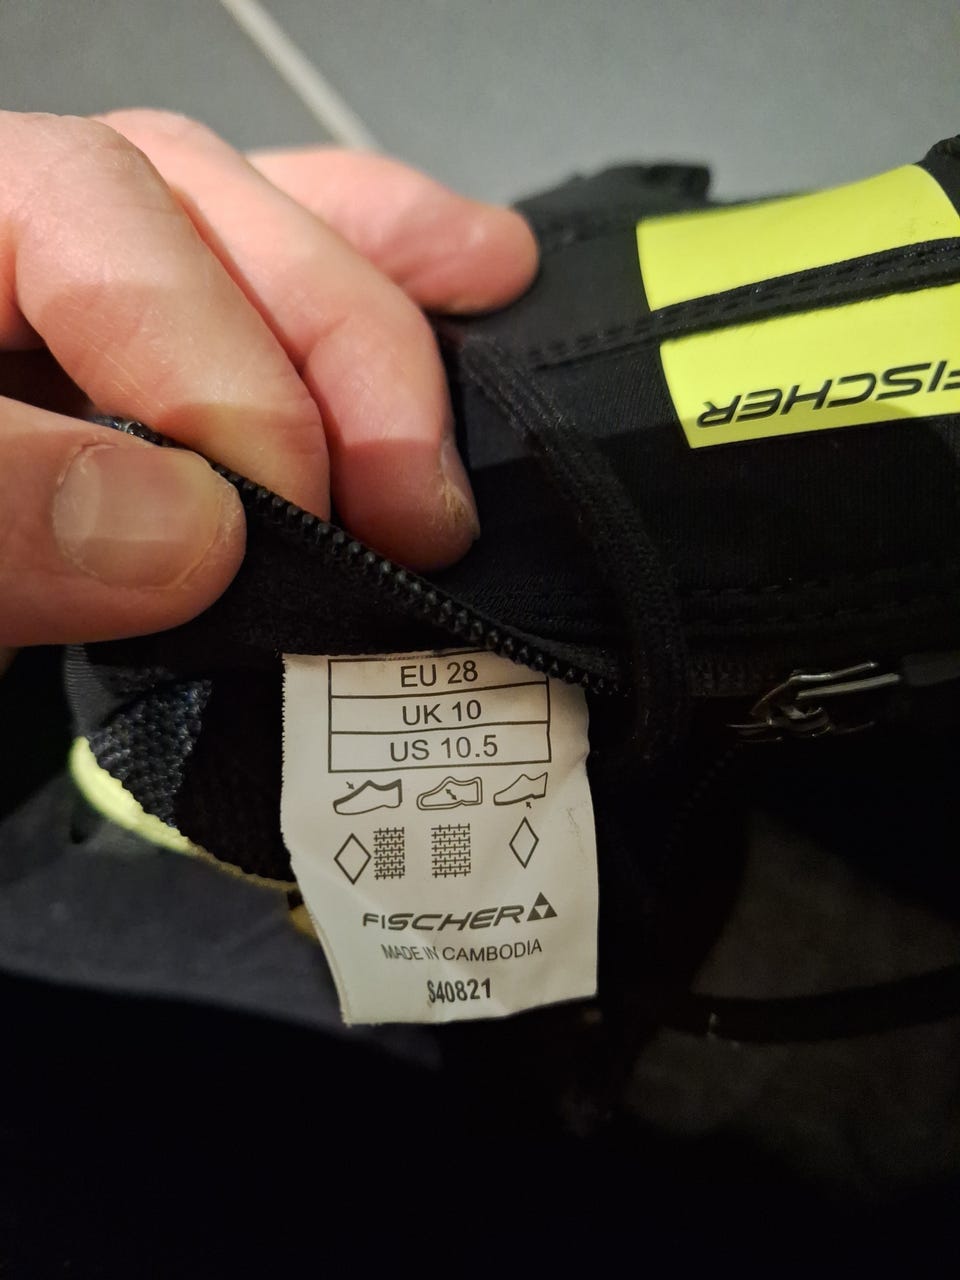 FISCHER
EU 28
UK 10
US 10.5
FISCHER
MADE IN CAMBODIA
S40821